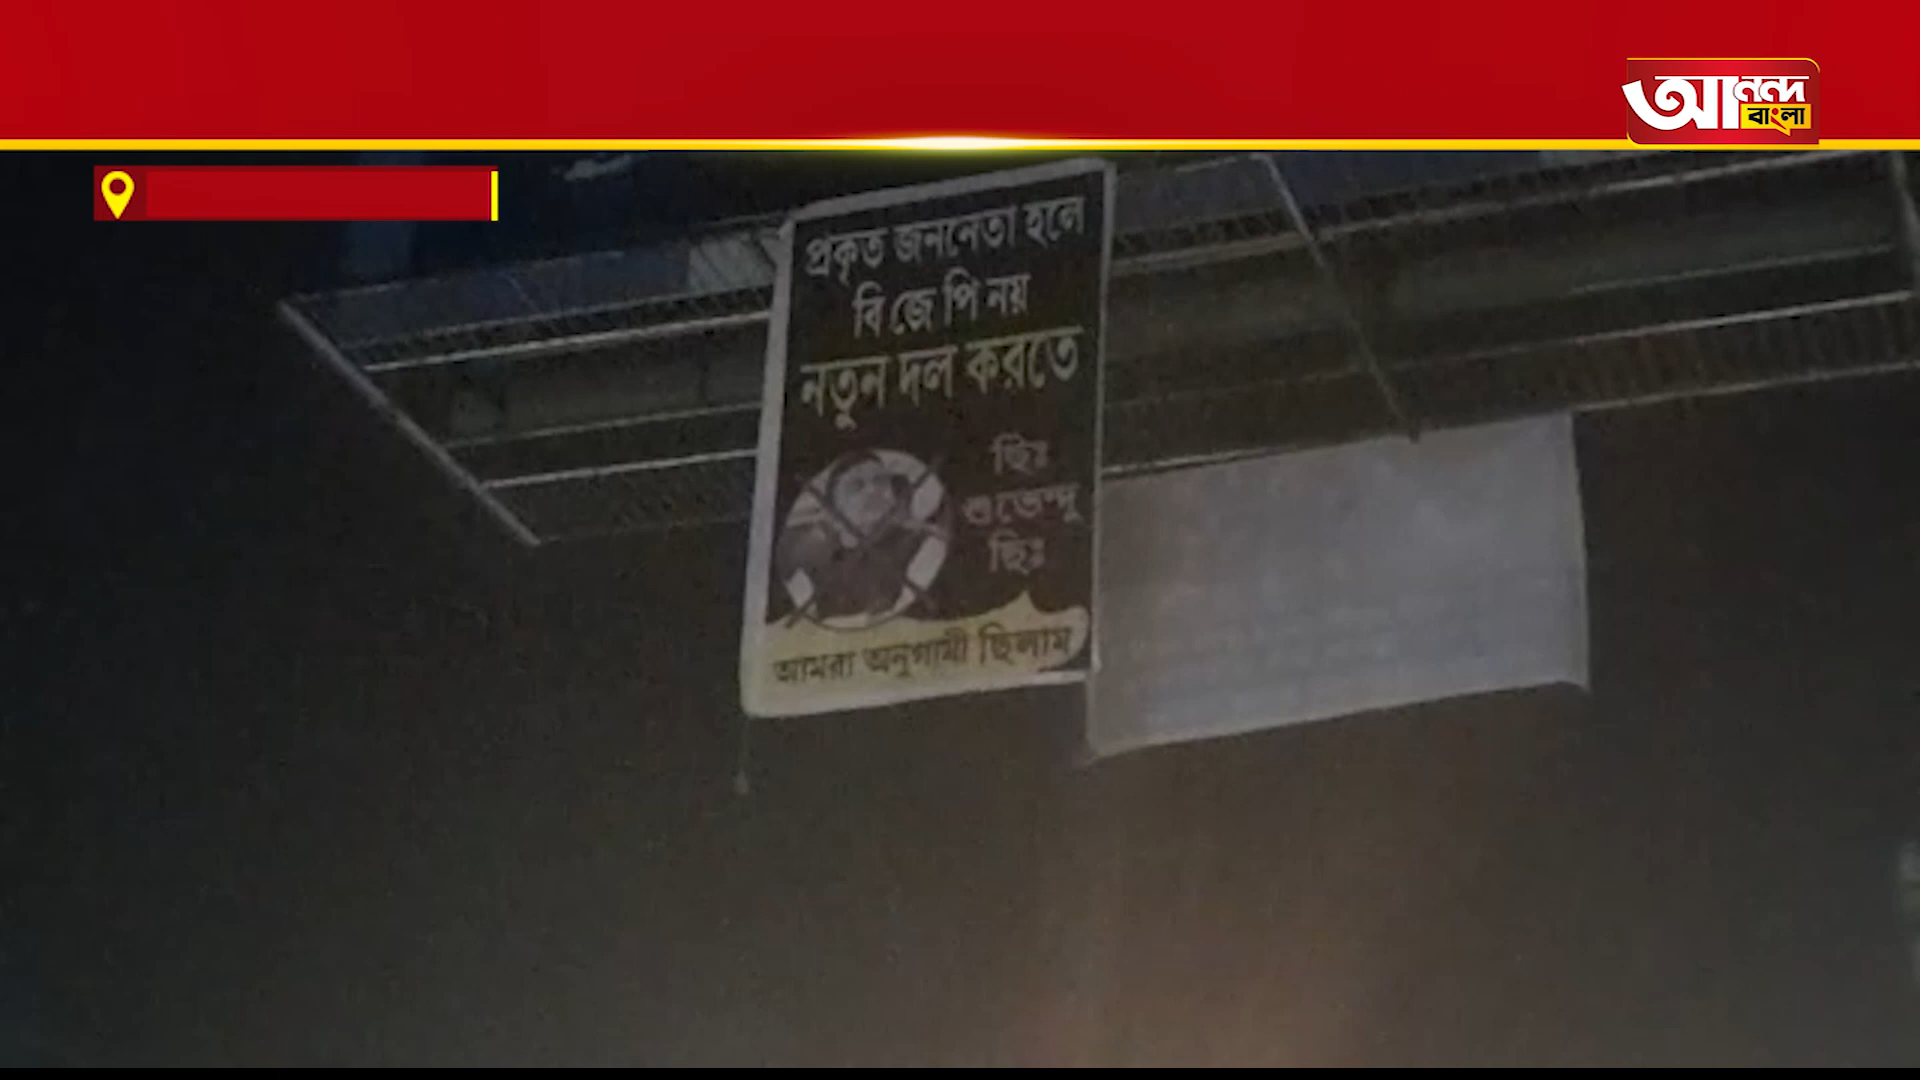 আনন্দ
বাংলা
প্রকৃত জননেতা হলে
বি জে পি নয়
নতুন দল করতে
ছিঃ
শুভেন্দু
ছিঃ
আমরা অনুগামী ছিলাম